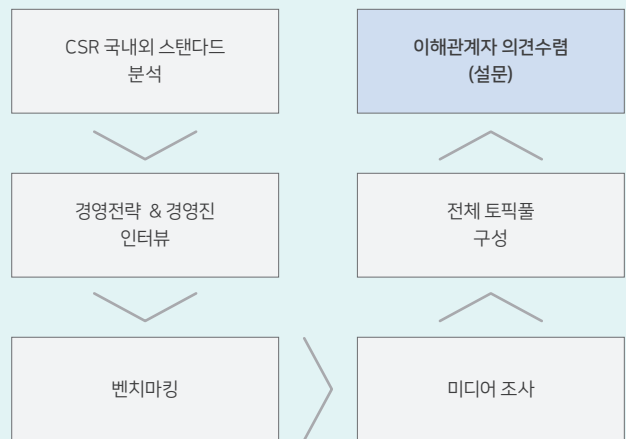 CSR 국내외 스탠다드
분석
경영전략 & 경영진
인터뷰
벤치마킹
미디어 조사
전체 토픽풀
구성
이해관계자 의견수렴
(설문)